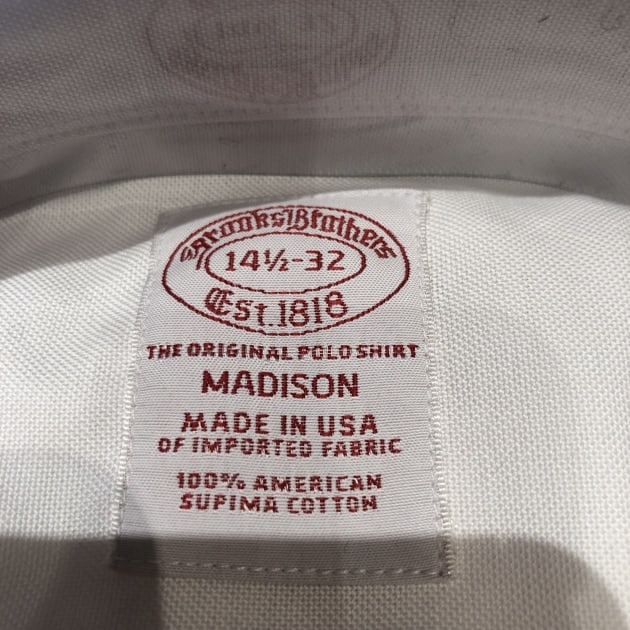 Brooks Brothers
14½-32
Est. 1818
THE ORIGINAL POLO SHIRT
MADISON
MADE IN USA
OF IMPORTED FABRIC
100% AMERICAN
SUPIMA COTTON